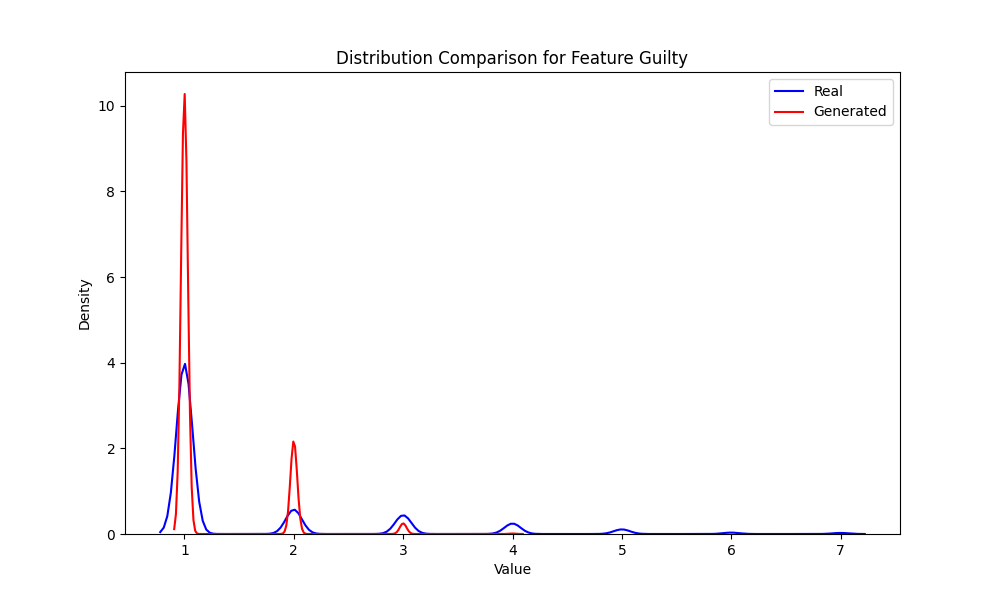 Distribution Comparison for Feature Guilty
Real
Generated
10
8
6
4
2
0
Density
1 2 3 4 5 6 7
Value